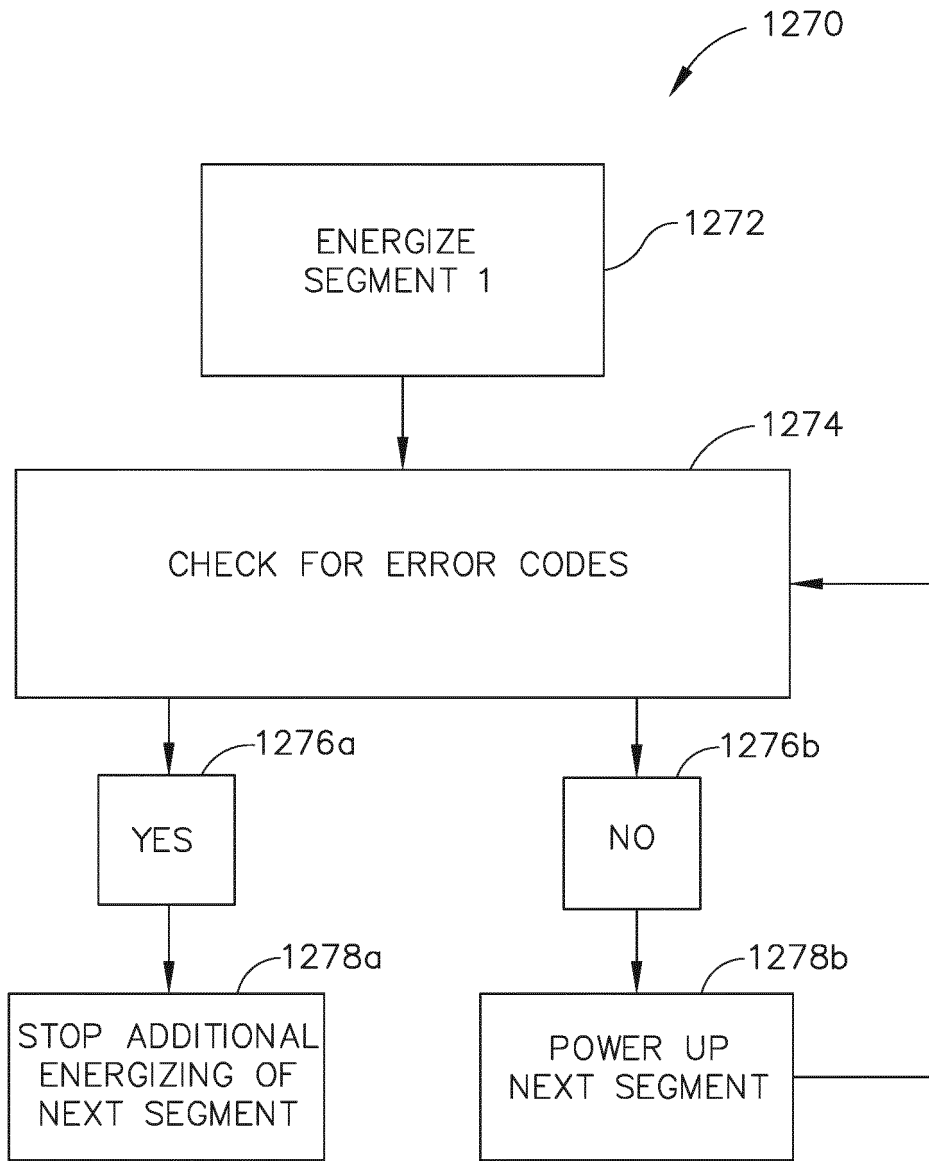 1270
ENERGIZE
SEGMENT 1
1272
1274
CHECK FOR ERROR CODES
1276a
1276b
YES
NO
1278a
1278b
STOP ADDITIONAL
ENERGIZING OF
NEXT SEGMENT
POWER UP
NEXT SEGMENT